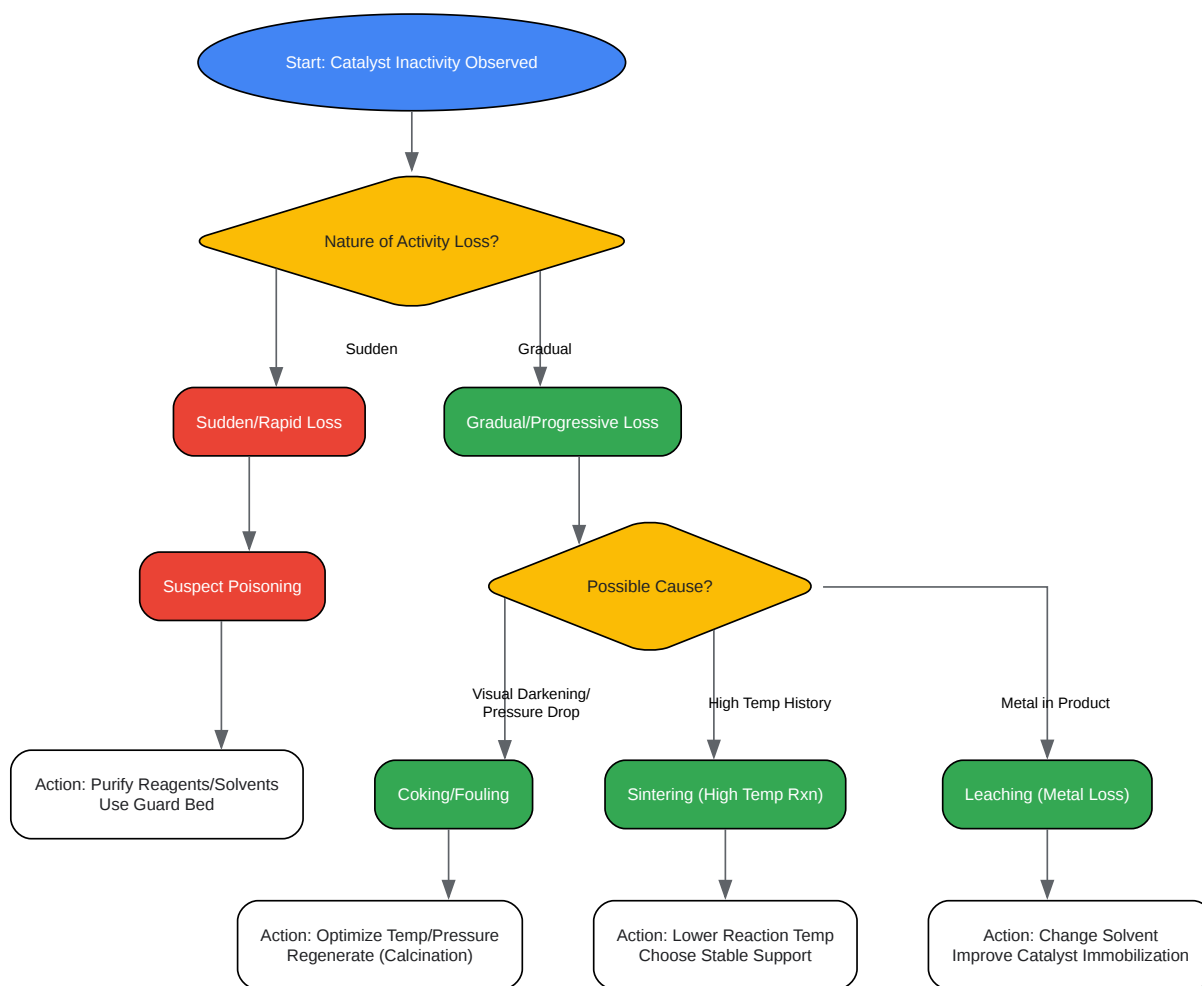 Start: Catalyst Inactivity Observed
Nature of Activity Loss?
Sudden
Gradual
Sudden/Rapid Loss
Gradual/Progressive Loss
Suspect Poisoning
Possible Cause?
Visual Darkening/
Pressure Drop
High Temp History
Metal in Product
Action: Purify Reagents/Solvents
Use Guard Bed
Coking/Fouling
Sintering (High Temp Rxn)
Leaching (Metal Loss)
Action: Optimize Temp/Pressure
Regenerate (Calcination)
Action: Lower Reaction Temp
Choose Stable Support
Action: Change Solvent
Improve Catalyst Immobilization